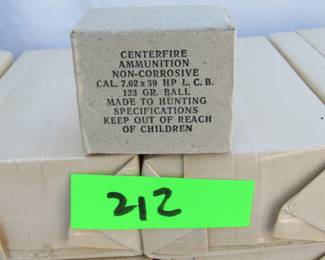 CENTERFIRE
AMMUNITION
NON-CORROSIVE
CAL. 7.62 x 39 HP L. C. B.
123 GR. BALL
MADE TO HUNTING
SPECIFICATIONS
KEEP OUT OF REACH
OF CHILDREN
212